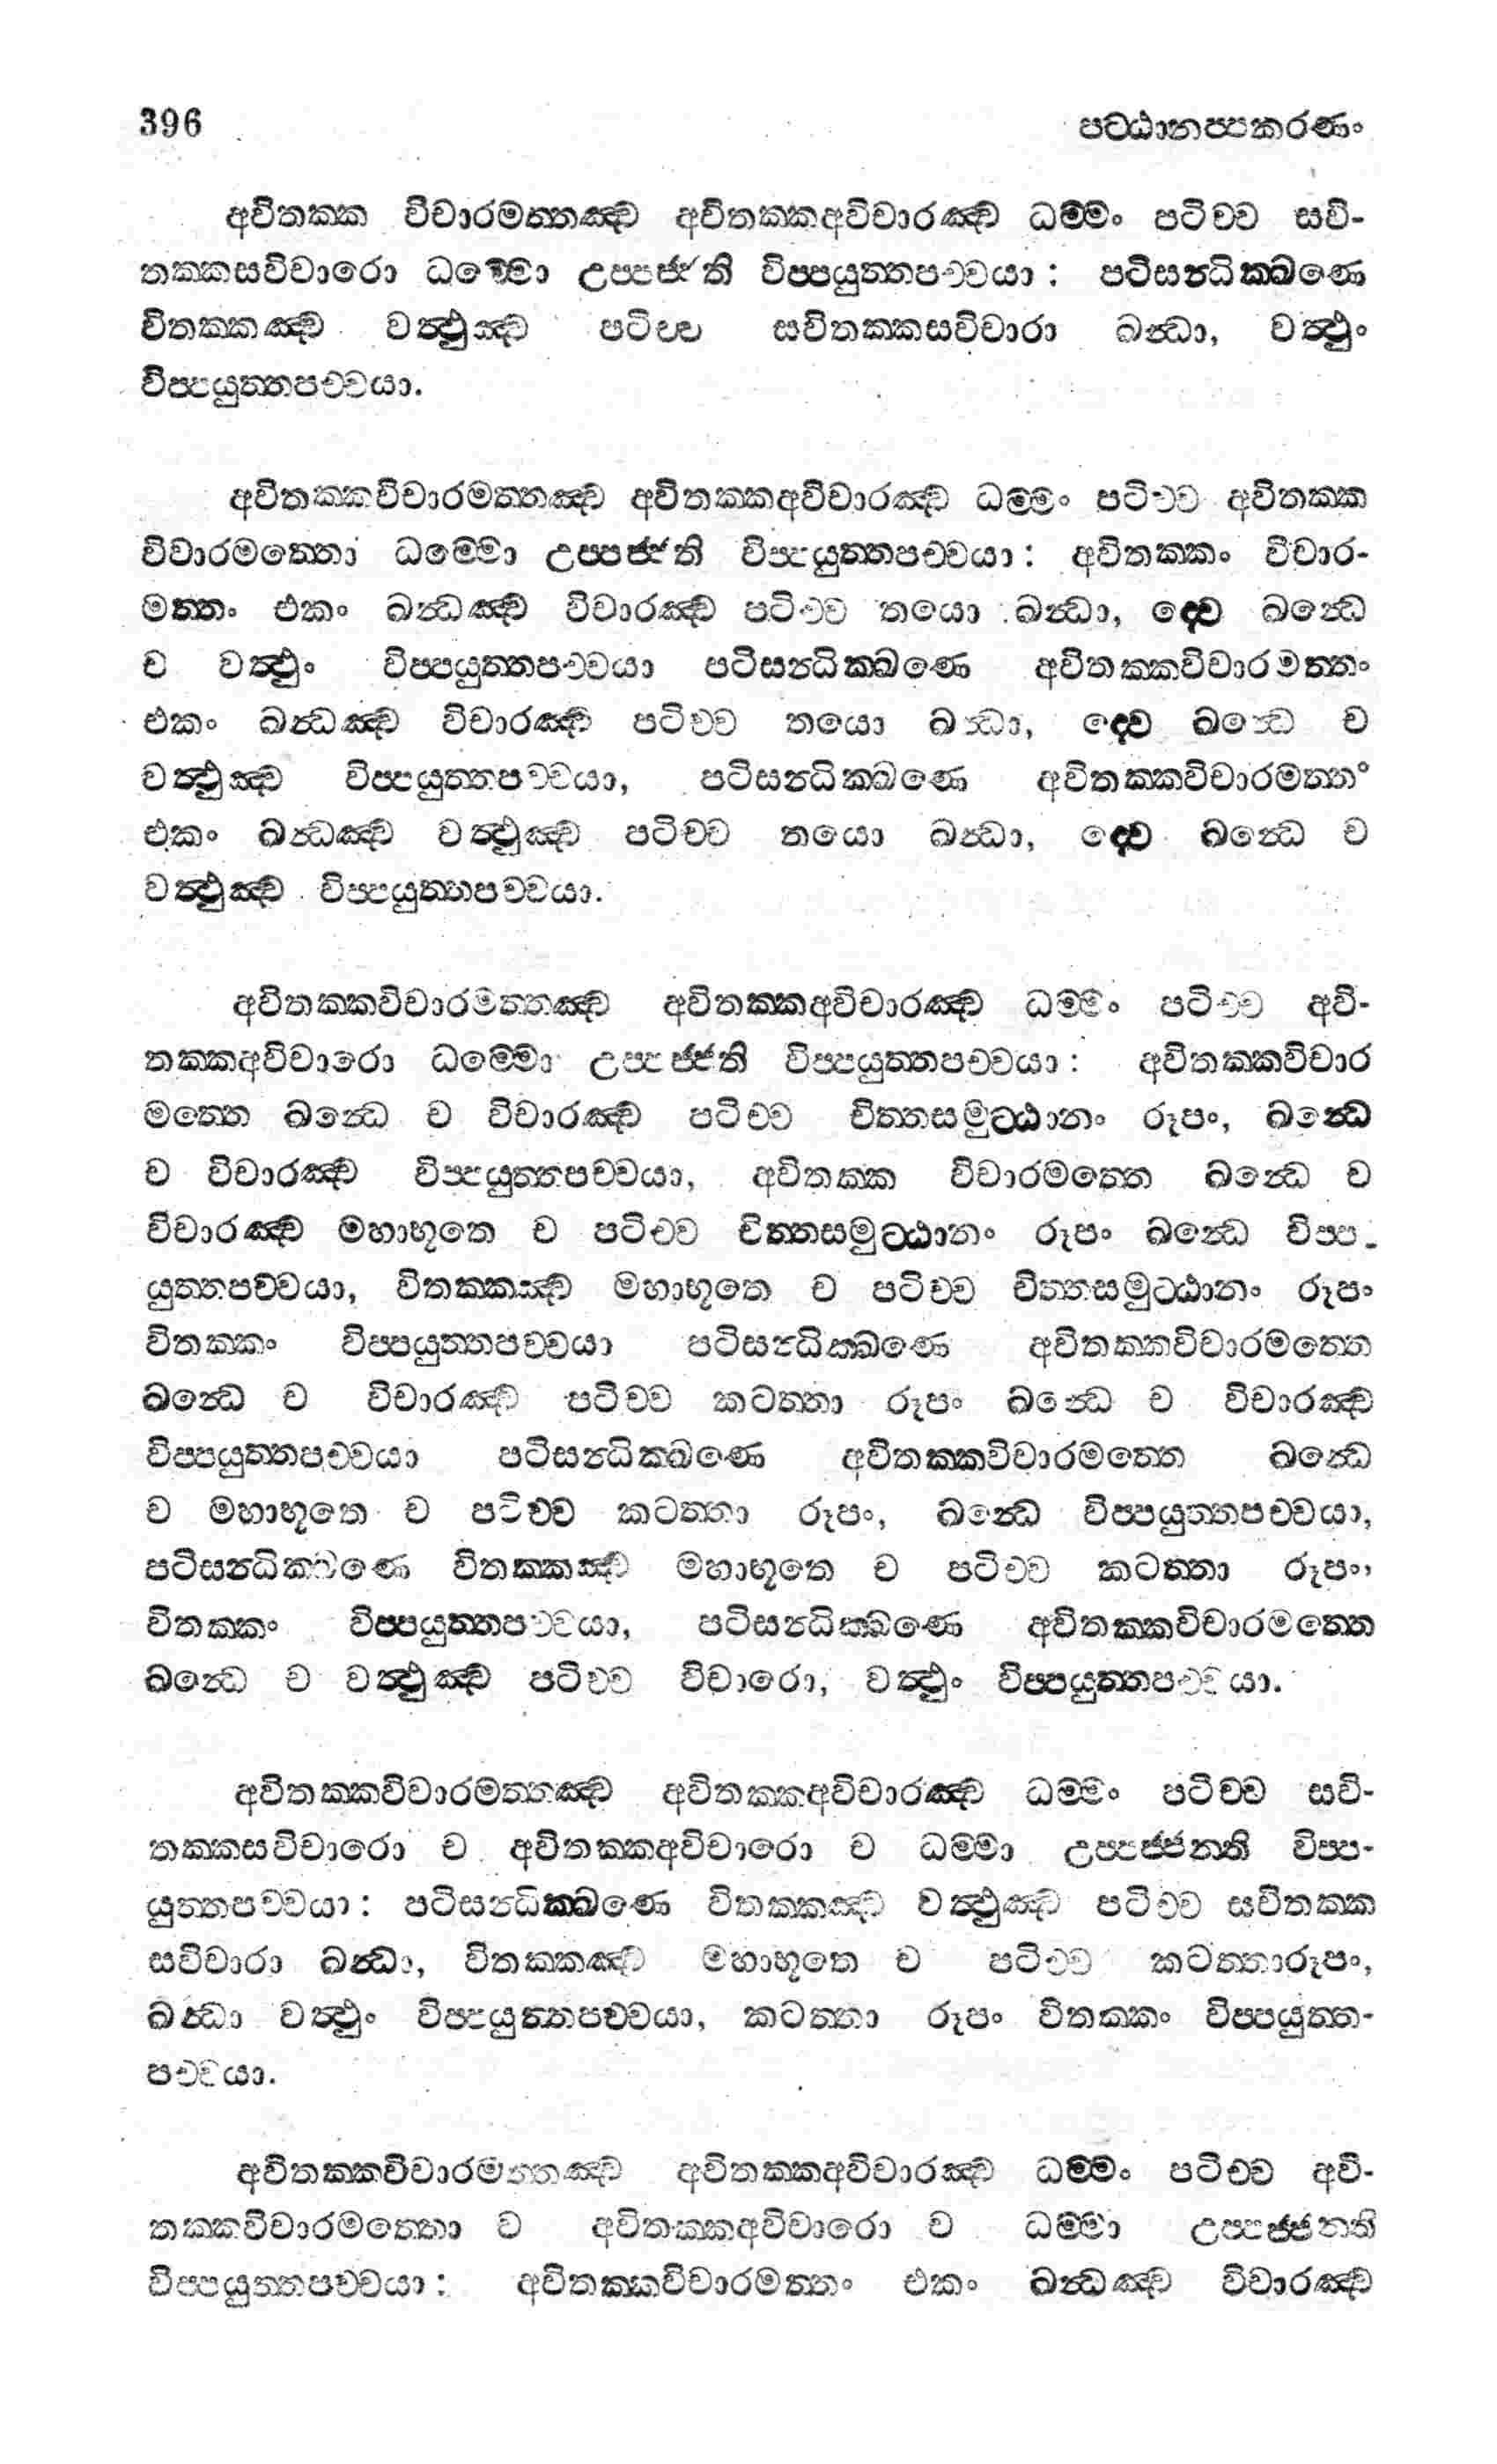 396 පට්ඨානප්පකරණං
අවිතක්ක විචාරමත්තඤ්ච අවිතක්කඅවිචාරඤ්ච ධම්මං පටිච්ච සවි-
තක්කසවිචාරො ධම්මො උප්පජ්ජති විප්පයුත්තපච්චයා : පටිසන්ධික්ඛණෙ
විතක්කඤ්ච වත්ථුඤ්ච පටිච්ච සවිතක්කසවිචාරා ඛන්ධා, වත්ථුං
විප්පයුත්තපච්චයා.
අවිතක්කවිචාරමත්තඤ්ච අවිතක්කඅවිචාරඤ්ච ධම්මං පටිච්ච අවිතක්ක
විචාරමත්තො ධම්මො උප්පජ්ජති විප්පයුත්තපච්චයා : අවිතක්කං විචාර-
මත්තං එකං ඛන්ධඤ්ච විචාරඤ්ච පටිච්ච තයො ඛන්ධා, ද්වෙ ඛන්ධෙ
ච වත්ථුං විප්පයුත්තපච්චයා පටිසන්ධික්ඛණෙ අවිතක්කවිචාරමත්තං
එකං ඛන්ධඤ්ච විචාරඤ්ච පටිච්ච තයො ඛන්ධා, ද්වෙ ඛන්ධෙ ච
වත්ථුඤ්ච විප්පයුත්තපච්චයා, පටිසන්ධික්ඛණෙ අවිතක්කවිචාරමත්තං
එකං ඛන්ධඤ්ච වත්ථුඤ්ච පටිච්ච තයො ඛන්ධා, ද්වෙ ඛන්ධෙ ච
වත්ථුඤ්ච විප්පයුත්තපච්චයා.
අවිතක්කවිචාරමත්තඤ්ච අවිතක්කඅවිචාරඤ්ච ධම්මං පටිච්ච අවි-
තක්කඅවිචාරො ධම්මො උප්පජ්ජති විප්පයුත්තපච්චයා : අවිතක්කවිචාර
මත්තෙ ඛන්ධෙ ච විචාරඤ්ච පටිච්ච චිත්තසමුට්ඨානං රූපං, ඛන්ධෙ
ච විචාරඤ්ච විප්පයුත්තපච්චයා, අවිතක්ක විචාරමත්තෙ ඛන්ධෙ ච
විචාරඤ්ච මහාභූතෙ ච පටිච්ච චිත්තසමුට්ඨානං රූපං ඛන්ධෙ විප්ප-
යුත්තපච්චයා, විතක්කඤ්ච මහාභූතෙ ච පටිච්ච චිත්තසමුට්ඨානං රූපං
විතක්කං විප්පයුත්තපච්චයා පටිසන්ධික්ඛණෙ අවිතක්කවිචාරමත්තෙ
ඛන්ධෙ ච විචාරඤ්ච පටිච්ච කටත්තා රූපං ඛන්ධෙ ච විචාරඤ්ච
විප්පයුත්තපච්චයා පටිසන්ධික්ඛණෙ අවිතක්කවිචාරමත්තෙ ඛන්ධෙ
ච මහාභූතෙ ච පටිච්ච කටත්තා රූපං, ඛන්ධෙ විප්පයුත්තපච්චයා,
පටිසන්ධික්ඛණෙ විතක්කඤ්ච මහාභූතෙ ච පටිච්ච කටත්තා රූපං,
විතක්කං විප්පයුත්තපච්චයා, පටිසන්ධික්ඛණෙ අවිතක්කවිචාරමත්තෙ
ඛන්ධෙ ච වත්ථුඤ්ච පටිච්ච විචාරො, වත්ථුං විප්පයුත්තපච්චයා.
අවිතක්කවිචාරමත්තඤ්ච අවිතක්කඅවිචාරඤ්ච ධම්මං පටිච්ච සවි-
තක්කසවිචාරො ච අවිතක්කඅවිචාරො ච ධම්මා උප්පජ්ජන්ති විප්ප-
යුත්තපච්චයා : පටිසන්ධික්ඛණෙ විතක්කඤ්ච වත්ථුඤ්ච පටිච්ච සවිතක්ක
සවිචාරා ඛන්ධා, විතක්කඤ්ච මහාභූතෙ ච පටිච්ච කටත්තාරූපං,
ඛන්ධා වත්ථුං විප්පයුත්තපච්චයා, කටත්තා රූපං විතක්කං විප්පයුත්ත-
පච්චයා.
අවිතක්කවිචාරමත්තඤ්ච අවිතක්කඅවිචාරඤ්ච ධම්මං පටිච්ච අවි-
තක්කවිචාරමත්තො ච අවිතක්කඅවිචාරො ච ධම්මා උප්පජ්ජන්ති
විප්පයුත්තපච්චයා : අවිතක්කවිචාරමත්තං එකං ඛන්ධඤ්ච විචාරඤ්ච